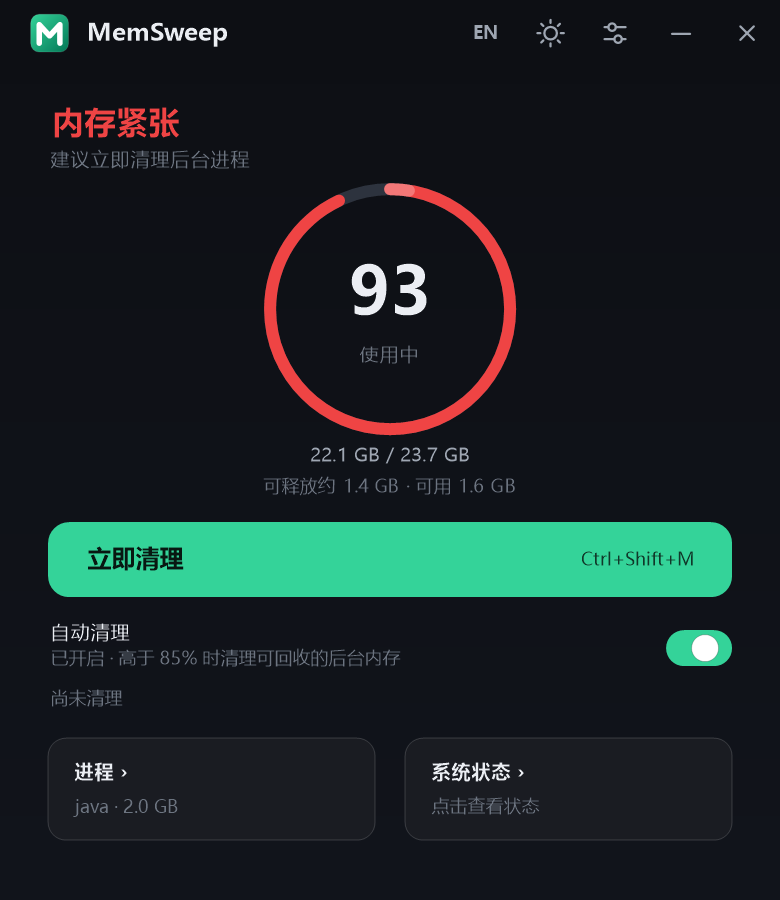 MemSweep
EN
内存紧张
建议立即清理后台进程
93
使用中
22.1 GB / 23.7 GB
可释放约 1.4 GB · 可用 1.6 GB
立即清理
Ctrl+Shift+M
自动清理
已开启 · 高于 85% 时清理可回收的后台内存
尚未清理
进程 ›
java · 2.0 GB
系统状态 ›
点击查看状态